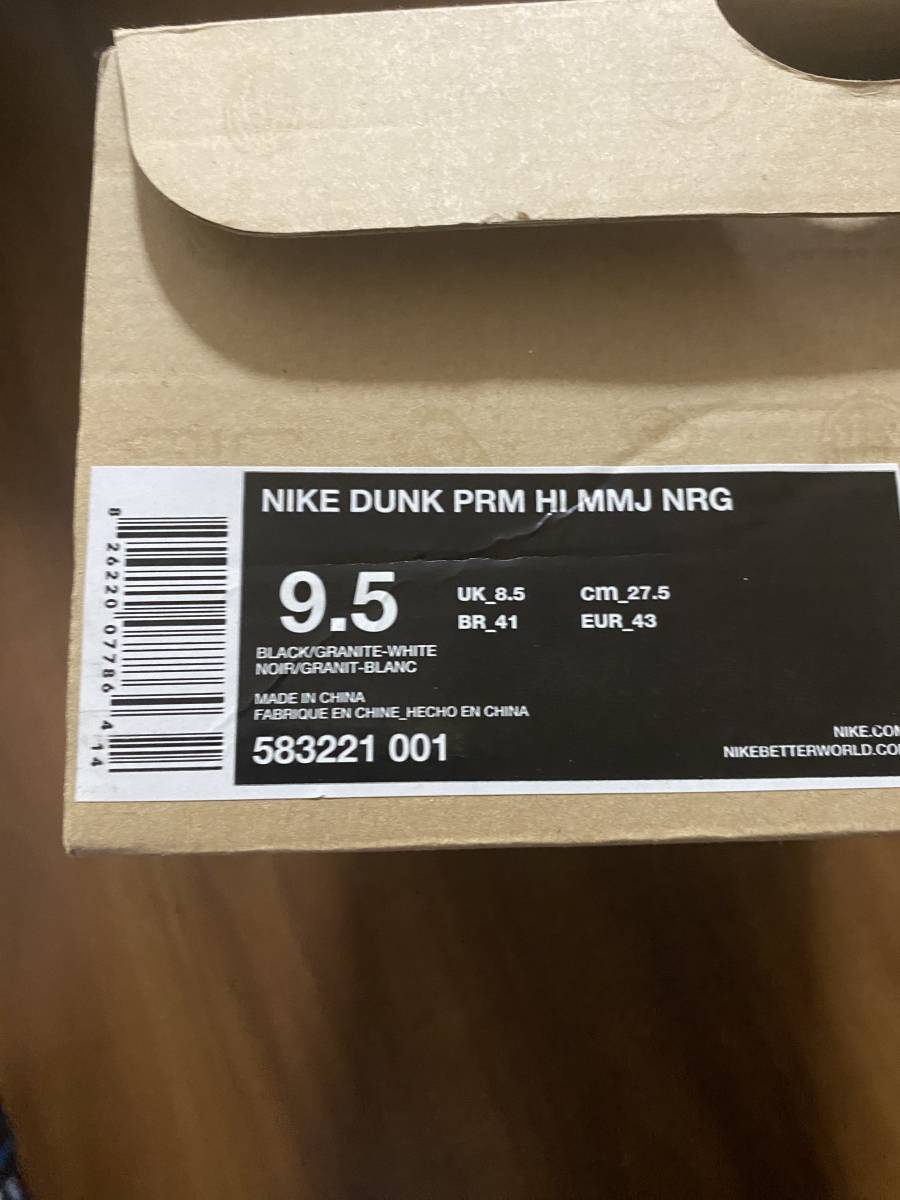 NIKE DUNK PRM HI MMJ NRG
9.5
UK_8.5 cm_27.5
BR_41 EUR_43
BLACK/GRANITE-WHITE
NOIR/GRANIT-BLANC
MADE IN CHINA
FABRIQUE EN CHINE_HECHO EN CHINA
583221 001
NIKE.COM
NIKEBETTERWORLD.CO
8 26220 07786 4 14